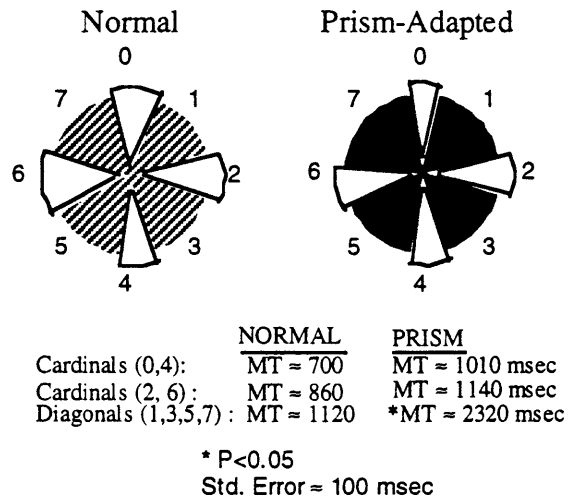 Normal Prism-Adapted
0 0
7 1 7 1
6 2 6 2
5 3 5 3
4 4
NORMAL PRISM
Cardinals (0,4): MT ≈ 700 MT ≈ 1010 msec
Cardinals (2, 6) : MT ≈ 860 MT ≈ 1140 msec
Diagonals (1,3,5,7) : MT ≈ 1120 *MT ≈ 2320 msec
* P<0.05
Std. Error ≈ 100 msec